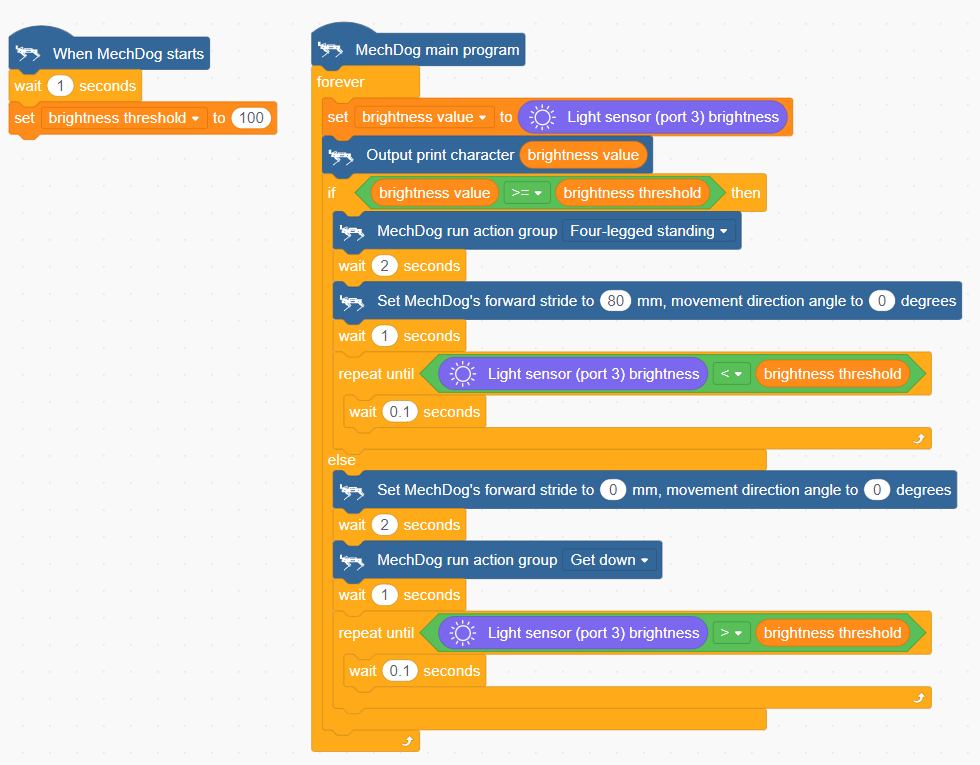 When MechDog starts
wait 1 seconds
set brightness threshold to 100
MechDog main program
forever
set brightness value to Light sensor (port 3) brightness
Output print character brightness value
if brightness value >= brightness threshold then
MechDog run action group Four-legged standing
wait 2 seconds
Set MechDog's forward stride to 80 mm, movement direction angle to 0 degrees
wait 1 seconds
repeat until Light sensor (port 3) brightness < brightness threshold
wait 0.1 seconds
else
Set MechDog's forward stride to 0 mm, movement direction angle to 0 degrees
wait 2 seconds
MechDog run action group Get down
wait 1 seconds
repeat until Light sensor (port 3) brightness > brightness threshold
wait 0.1 seconds